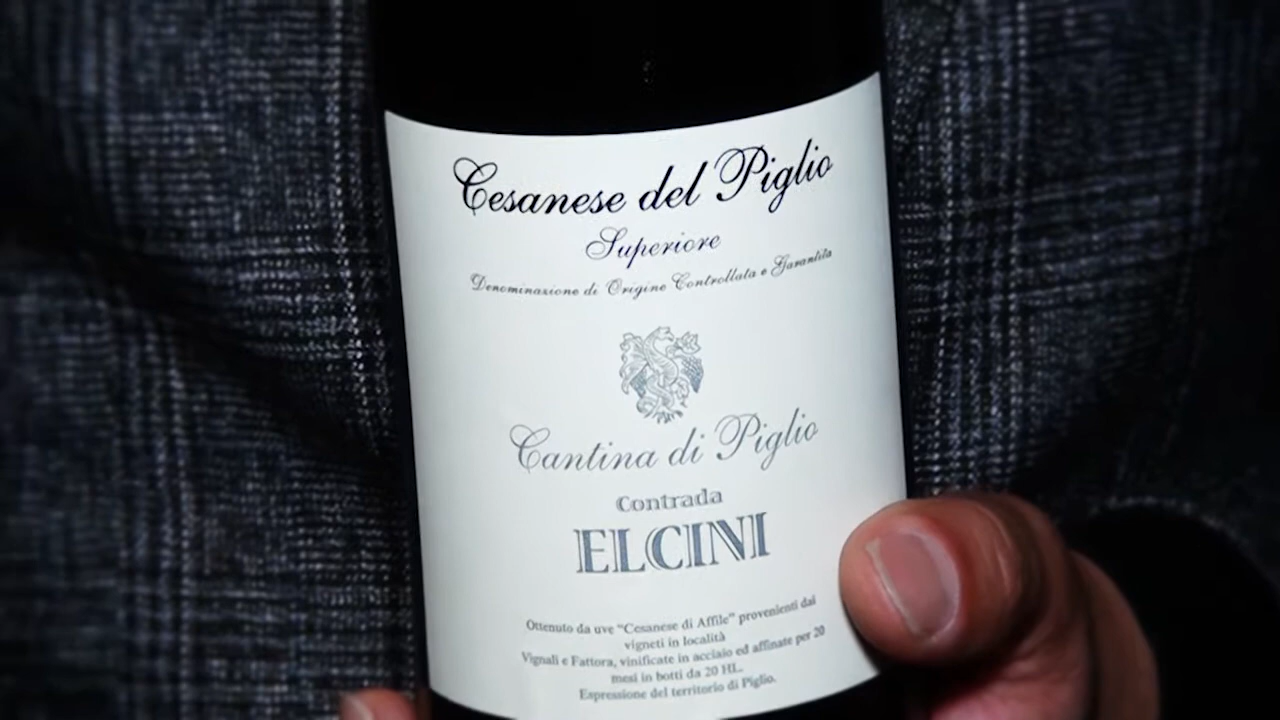 Cesanese del Piglio
Superiore
Denominazione di Origine Controllata e Garantita
Cantina di Piglio
Contrada
ELCINI
Ottenuto da uve “Cesanese di Affile” provenienti dai
vigneti in località
Vignali e Fattora, vinificate in acciaio ed affinate per 20
mesi in botti da 20 HL.
Espressione del territorio di Piglio.